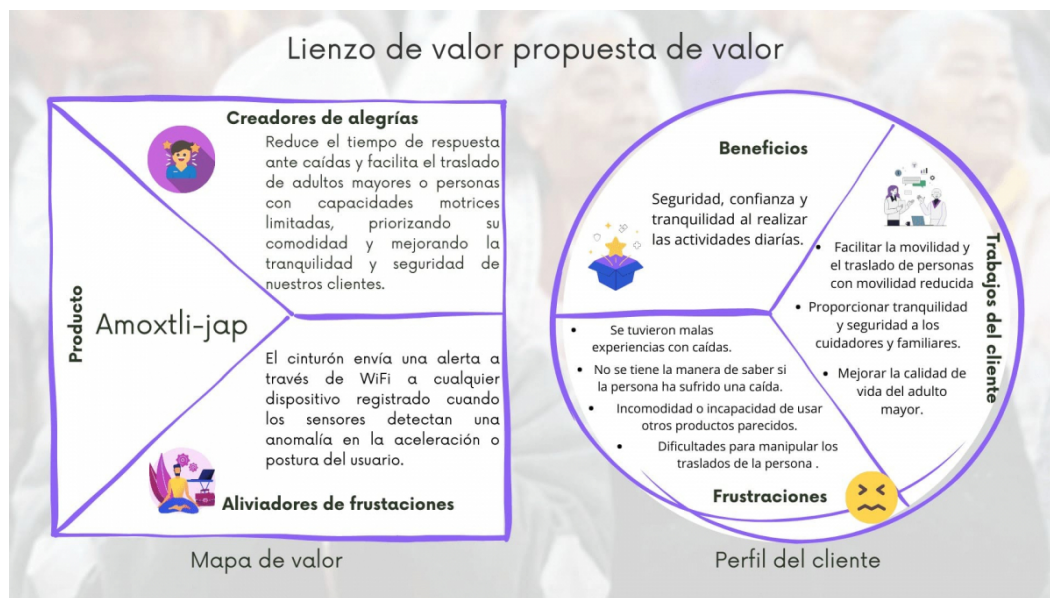 Lienzo de valor propuesta de valor
Creadores de alegrías
Reduce el tiempo de respuesta
ante caídas y facilita el traslado
de adultos mayores o personas
con capacidades motrices
limitadas, priorizando su
comodidad y mejorando la
tranquilidad y seguridad de
nuestros clientes.
Producto
Amoxtli-jap
El cinturón envía una alerta a
través de WiFi a cualquier
dispositivo registrado cuando
los sensores detectan una
anomalía en la aceleración o
postura del usuario.
Aliviadores de frustaciones
Mapa de valor
Beneficios
Seguridad, confianza y
tranquilidad al realizar
las actividades diarías.
Trabajos del cliente
• Facilitar la movilidad y
el traslado de personas
con movilidad reducida
• Proporcionar tranquilidad
y seguridad a los
cuidadores y familiares.
• Mejorar la calidad de
vida del adulto
mayor.
• Se tuvieron malas
experiencias con caídas.
• No se tiene la manera de saber si
la persona ha sufrido una caída.
• Incomodidad o incapacidad de usar
otros productos parecidos.
• Dificultades para manipular los
traslados de la persona .
Frustraciones
Perfil del cliente